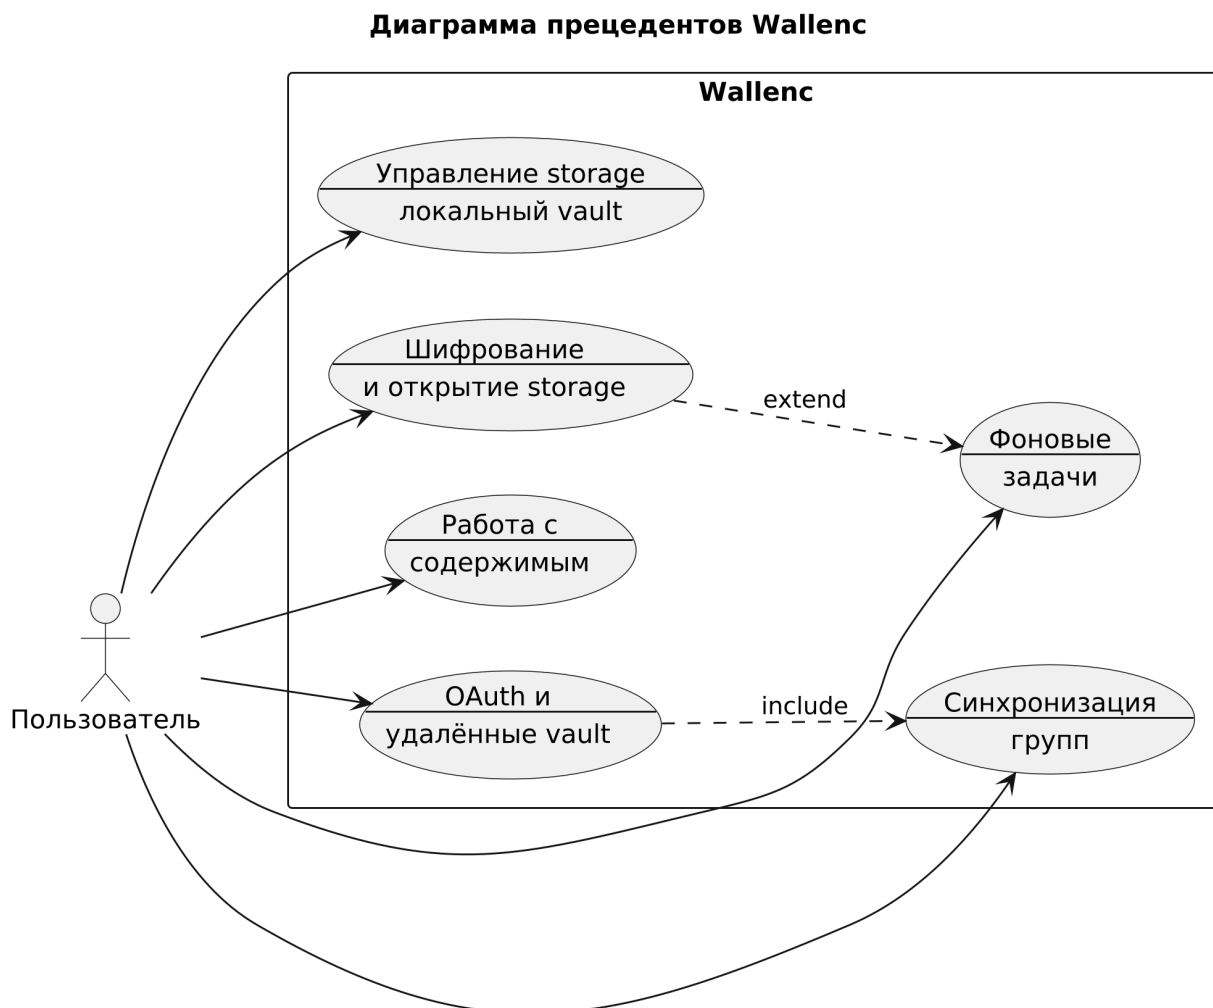 Диаграмма прецедентов Wallenc
Wallenc
Управление storage
локальный vault
Шифрование
и открытие storage
extend
Фоновые
задачи
Работа с
содержимым
OAuth и
удалённые vault
include
Синхронизация
групп
Пользователь